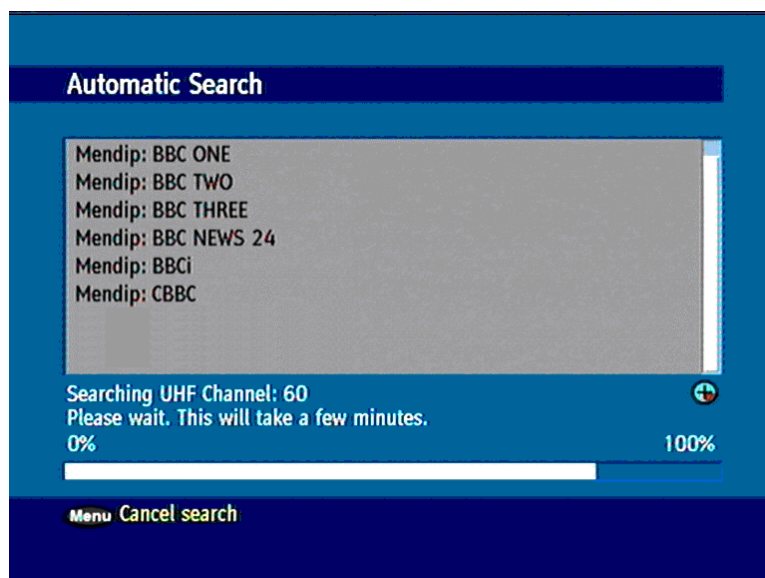 Automatic Search
Mendip: BBC ONE
Mendip: BBC TWO
Mendip: BBC THREE
Mendip: BBC NEWS 24
Mendip: BBCi
Mendip: CBBC
Searching UHF Channel: 60
Please wait. This will take a few minutes.
0% 100%
Menu Cancel search